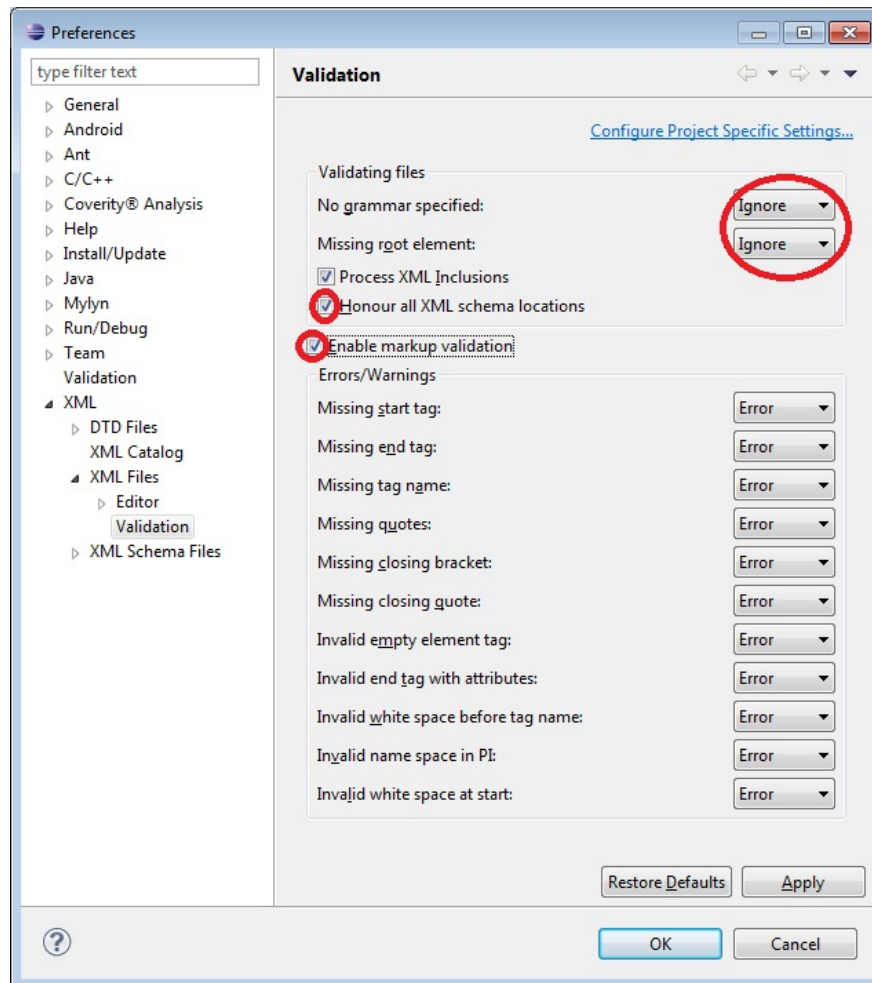 Preferences
type filter text
General
Android
Ant
C/C++
Coverity® Analysis
Help
Install/Update
Java
Mylyn
Run/Debug
Team
Validation
XML
DTD Files
XML Catalog
XML Files
Editor
Validation
XML Schema Files
Validation
Configure Project Specific Settings...
Validating files
No grammar specified: Ignore
Missing root element: Ignore
Process XML Inclusions
Honour all XML schema locations
Enable markup validation
Errors/Warnings
Missing start tag: Error
Missing end tag: Error
Missing tag name: Error
Missing quotes: Error
Missing closing bracket: Error
Missing closing quote: Error
Invalid empty element tag: Error
Invalid end tag with attributes: Error
Invalid white space before tag name: Error
Invalid name space in PI: Error
Invalid white space at start: Error
Restore Defaults Apply
? OK Cancel